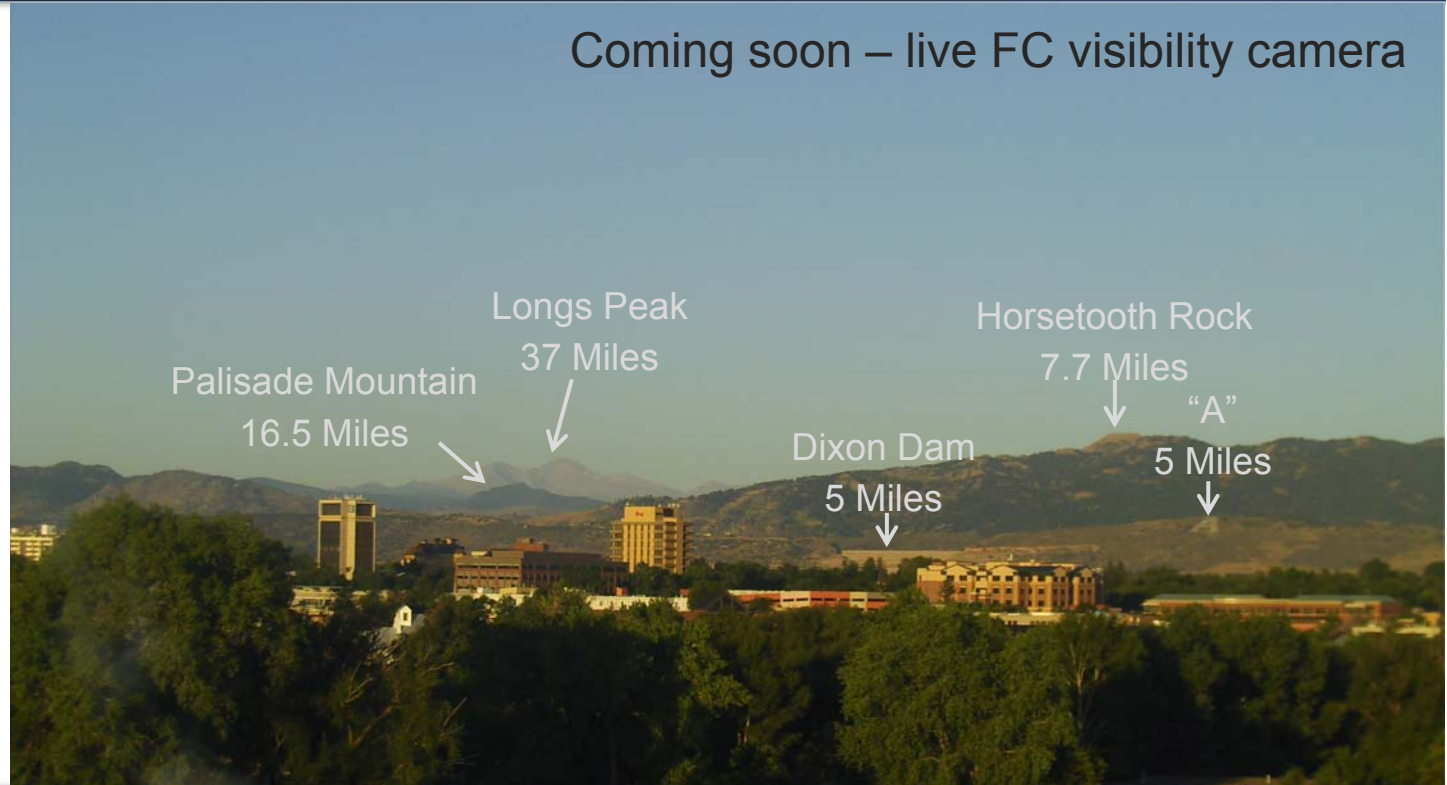 Coming soon – live FC visibility camera
Longs Peak
37 Miles
Horsetooth Rock
7.7 Miles
Palisade Mountain
16.5 Miles
“A”
5 Miles
Dixon Dam
5 Miles